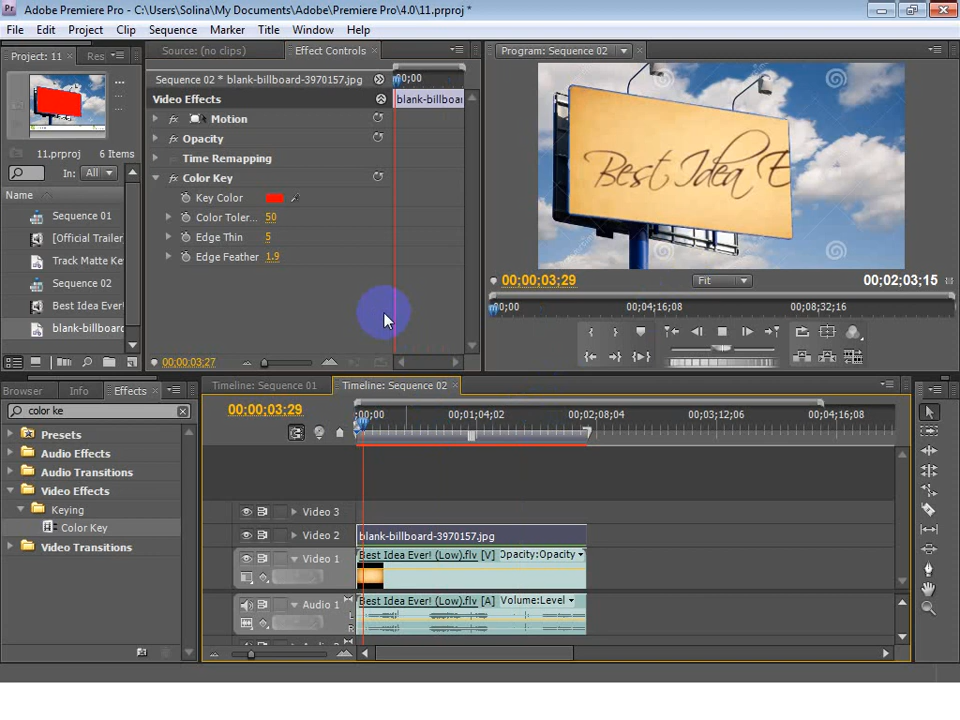 Adobe Premiere Pro - C:\Users\Solina\My Documents\Adobe\Premiere Pro\4.0\11.prproj *
File Edit Project Clip Sequence Marker Title Window Help
Project: 11 Res Source: (no clips) Effect Controls Program: Sequence 02
Sequence 02 * blank-billboard-3970157.jpg 00;00
Video Effects blank-billboar
Motion
Opacity
Time Remapping
Color Key
Key Color
Color Toler... 50
Edge Thin 5
Edge Feather 1.9
00;00;03;27
11.prproj 6 Items
In: All
Name
Sequence 01
[Official Trailer
Track Matte Ke
Sequence 02
Best Idea Ever!
blank-billboard
Best Idea E
00;00;03;29 Fit 00;02;03;15
00;00 00;04;16;08 00;08;32;16
Browser Info Effects Timeline: Sequence 01 Timeline: Sequence 02
color ke
Presets
Audio Effects
Audio Transitions
Video Effects
Keying
Color Key
Video Transitions
00;00;03;29 00;00 00;01;04;02 00;02;08;04 00;03;12;06 00;04;16;08
Video 3
Video 2 blank-billboard-3970157.jpg
Video 1 Best Idea Ever! (Low).flv [V] Opacity:Opacity
Audio 1 Best Idea Ever! (Low).flv [A] Volume:Level
L
R